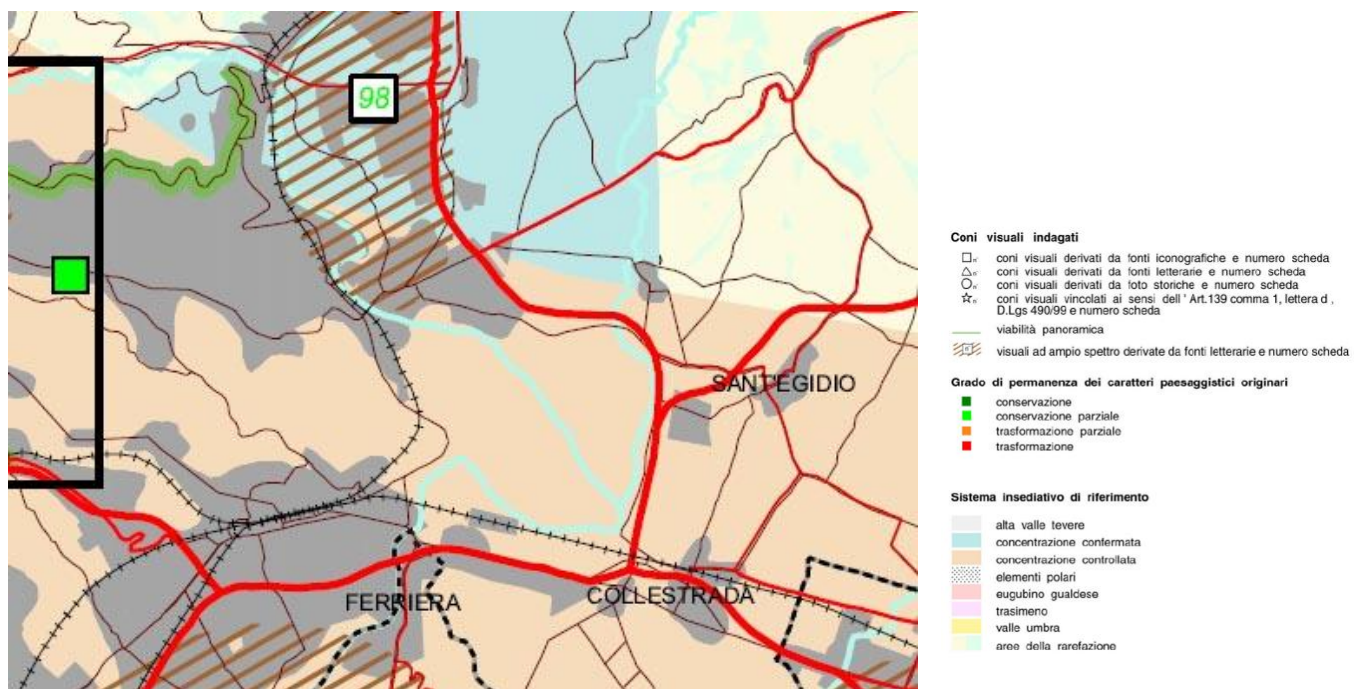 98
SANT'EGIDIO
FERRIERA
COLLESTRADA
Coni visuali indagati
coni visuali derivati da fonti iconografiche e numero scheda
coni visuali derivati da fonti letterarie e numero scheda
coni visuali derivati da foto storiche e numero scheda
coni visuali vincolati ai sensi dell ' Art.139 comma 1, lettera d ,
D.Lgs 490/99 e numero scheda
viabilità panoramica
visuali ad ampio spettro derivate da fonti letterarie e numero scheda
Grado di permanenza dei caratteri paesaggistici originari
conservazione
conservazione parziale
trasformazione parziale
trasformazione
Sistema insediativo di riferimento
alta valle tevere
concentrazione confermata
concentrazione controllata
elementi polari
eugubino gualdese
trasimeno
valle umbra
aree della rarefazione